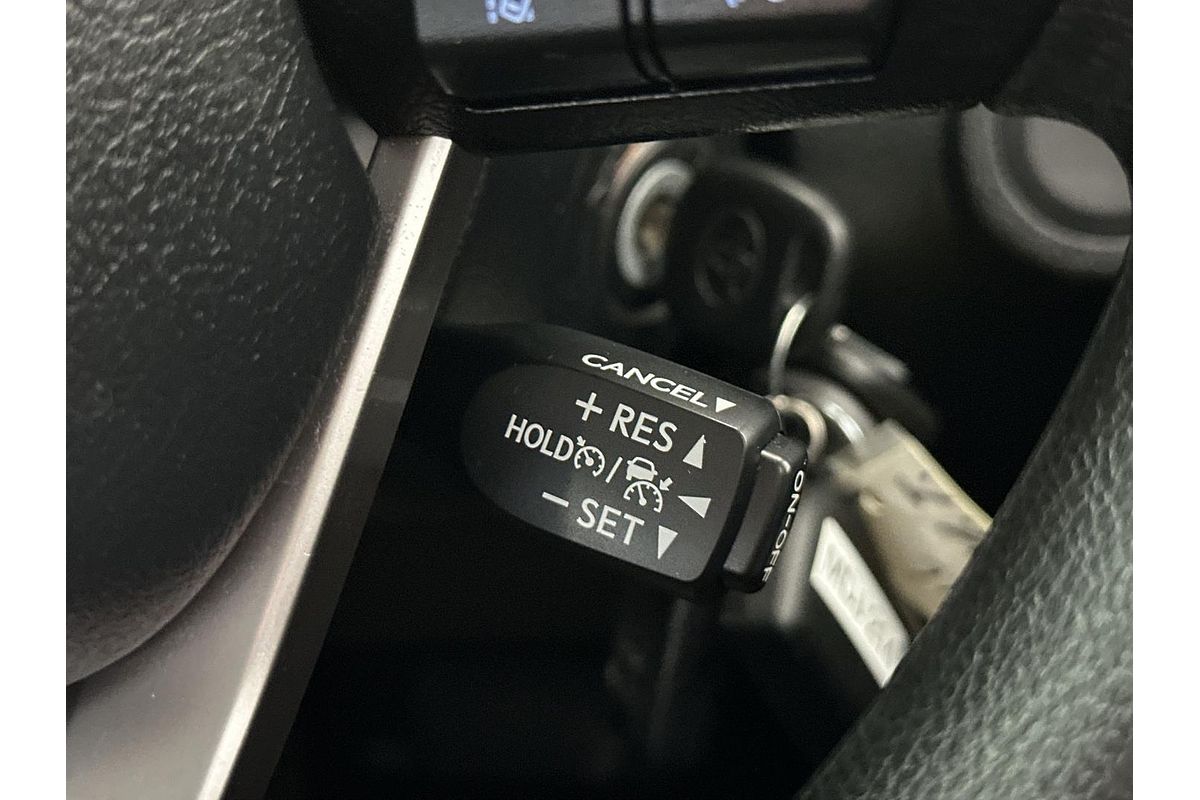 CANCEL▼
+ RES ▲
HOLD / ◀
− SET ▼
ON-OFF